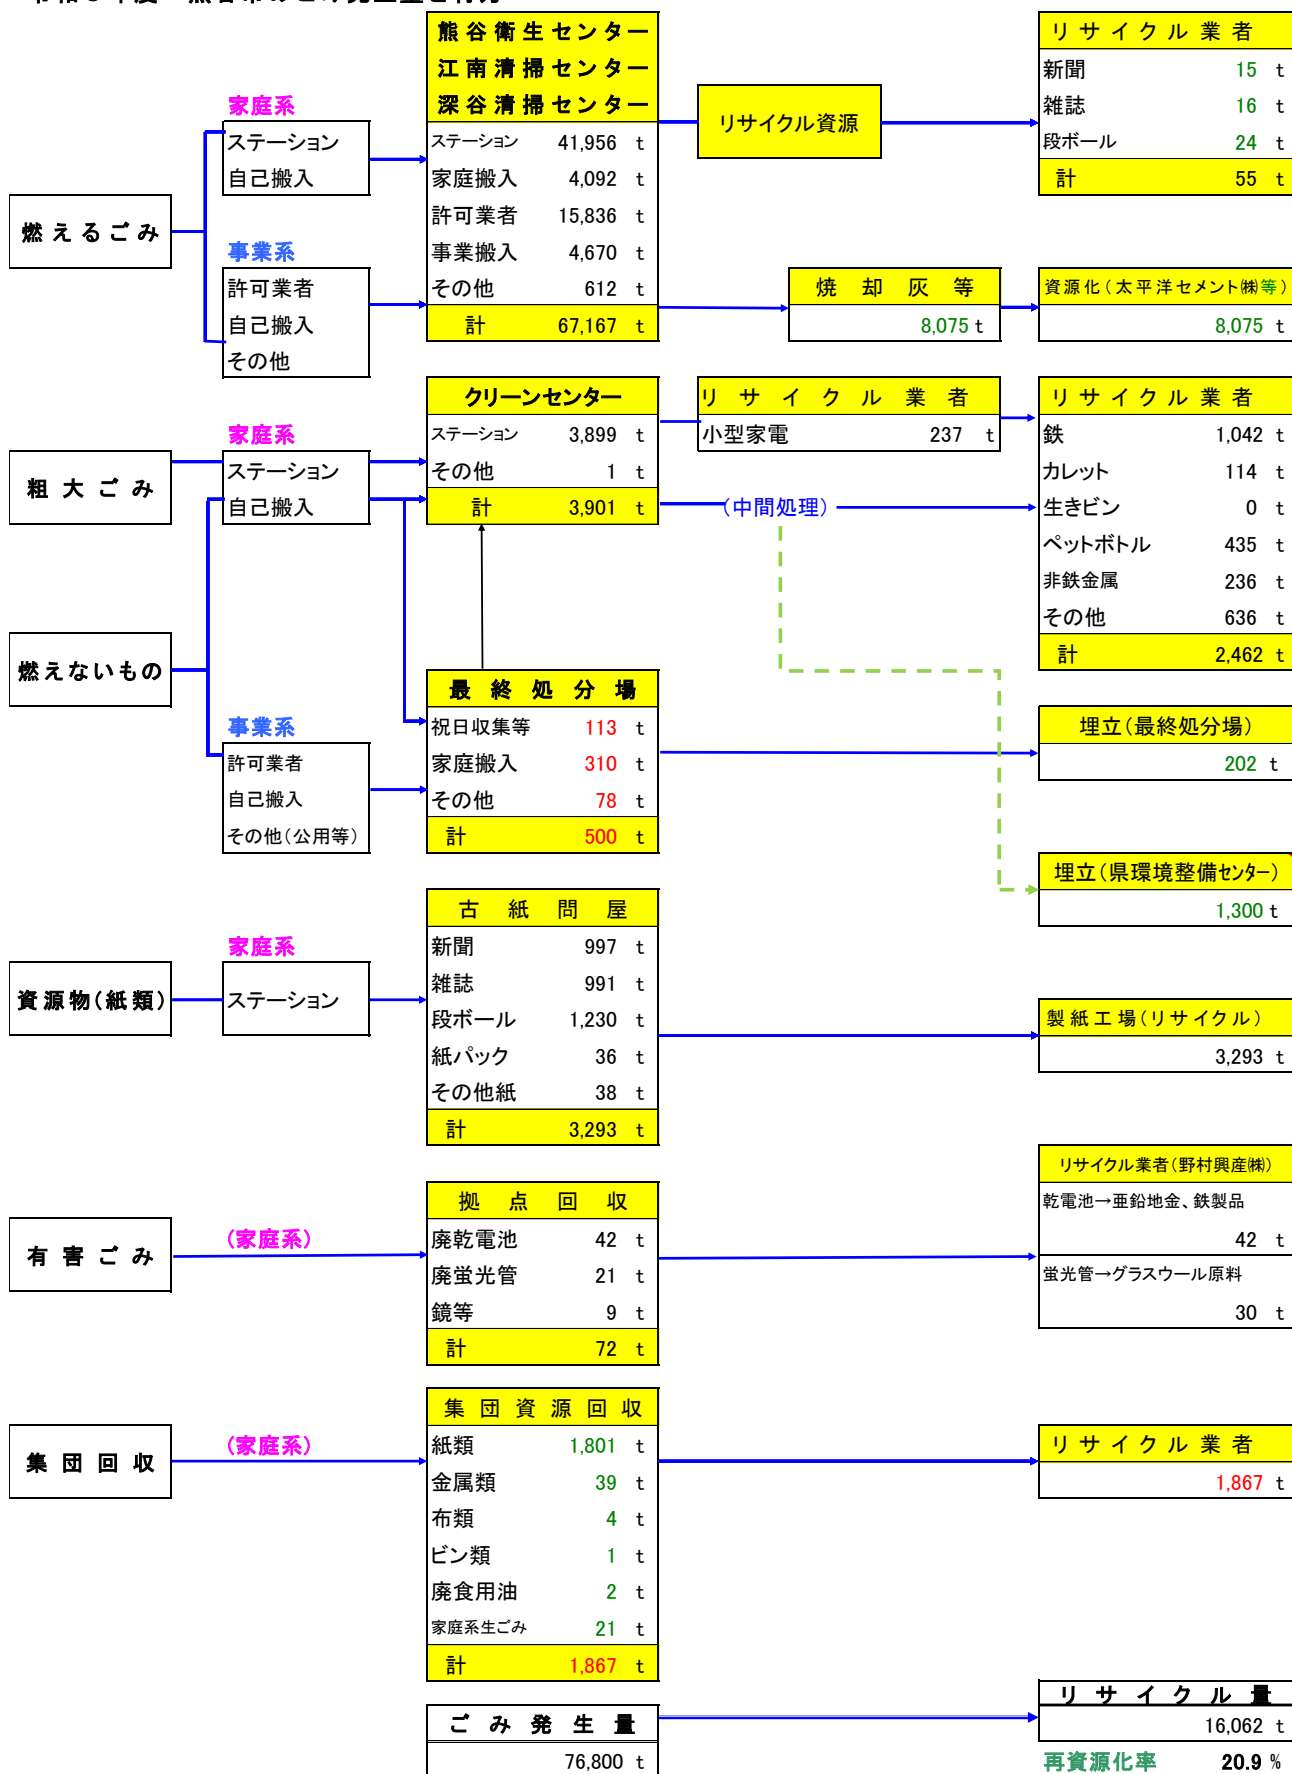 熊谷衛生センター
江南清掃センター
深谷清掃センター
ステーション 41,956 t
家庭搬入 4,092 t
許可業者 15,836 t
事業搬入 4,670 t
その他 612 t
計 67,167 t
燃えるごみ
家庭系
ステーション
自己搬入
事業系
許可業者
自己搬入
その他
リサイクル資源
リサイクル業者
新聞 15 t
雑誌 16 t
段ボール 24 t
計 55 t
焼却灰等
8,075 t
資源化(太平洋セメント㈱等)
8,075 t
粗大ごみ
燃えないもの
家庭系
ステーション
自己搬入
事業系
許可業者
自己搬入
その他(公用等)
クリーンセンター
ステーション 3,899 t
その他 1 t
計 3,901 t
リサイクル業者
小型家電 237 t
(中間処理)
リサイクル業者
鉄 1,042 t
カレット 114 t
生きビン 0 t
ペットボトル 435 t
非鉄金属 236 t
その他 636 t
計 2,462 t
最終処分場
祝日収集等 113 t
家庭搬入 310 t
その他 78 t
計 500 t
埋立(最終処分場)
202 t
埋立(県環境整備センター)
1,300 t
資源物(紙類)
家庭系
ステーション
古紙問屋
新聞 997 t
雑誌 991 t
段ボール 1,230 t
紙パック 36 t
その他紙 38 t
計 3,293 t
製紙工場(リサイクル)
3,293 t
有害ごみ
(家庭系)
拠点回収
廃乾電池 42 t
廃蛍光管 21 t
鏡等 9 t
計 72 t
リサイクル業者(野村興産㈱)
乾電池→亜鉛地金、鉄製品
42 t
蛍光管→グラスウール原料
30 t
集団回収
(家庭系)
集団資源回収
紙類 1,801 t
金属類 39 t
布類 4 t
ビン類 1 t
廃食用油 2 t
家庭系生ごみ 21 t
計 1,867 t
リサイクル業者
1,867 t
ごみ発生量
76,800 t
リサイクル量
16,062 t
再資源化率 20.9 %